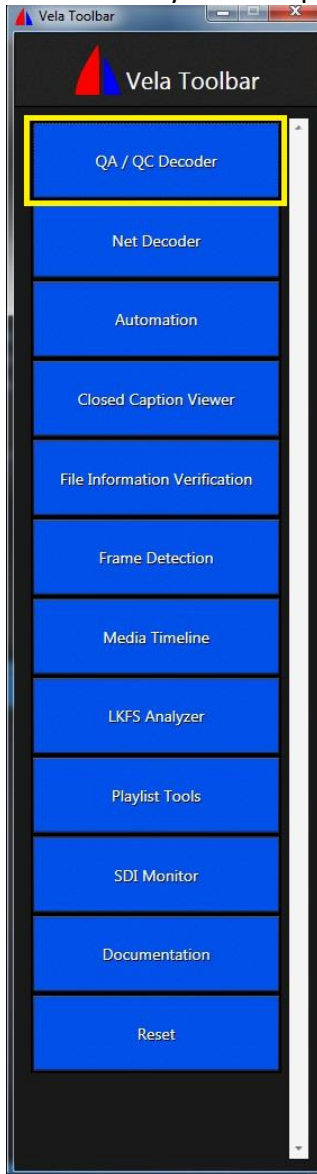 Vela Toolbar
Vela Toolbar
QA / QC Decoder
Net Decoder
Automation
Closed Caption Viewer
File Information Verification
Frame Detection
Media Timeline
LKFS Analyzer
Playlist Tools
SDI Monitor
Documentation
Reset